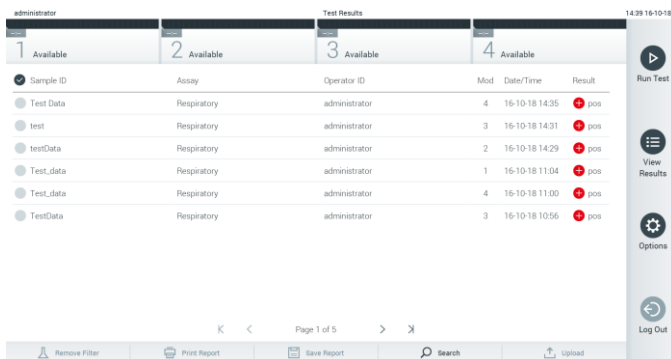 administrator Test Results 14:39 16-10-18
1 Available 2 Available 3 Available 4 Available
Sample ID Assay Operator ID Mod Date/Time Result
Run Test
Test Data Respiratory administrator 4 16-10-18 14:35 pos
test Respiratory administrator 3 16-10-18 14:31 pos
testData Respiratory administrator 2 16-10-18 14:29 pos
View Results
Test_data Respiratory administrator 1 16-10-18 11:04 pos
Test_data Respiratory administrator 4 16-10-18 11:00 pos
TestData Respiratory administrator 3 16-10-18 10:56 pos
Options
Page 1 of 5
Log Out
Remove Filter Print Report Save Report Search Upload